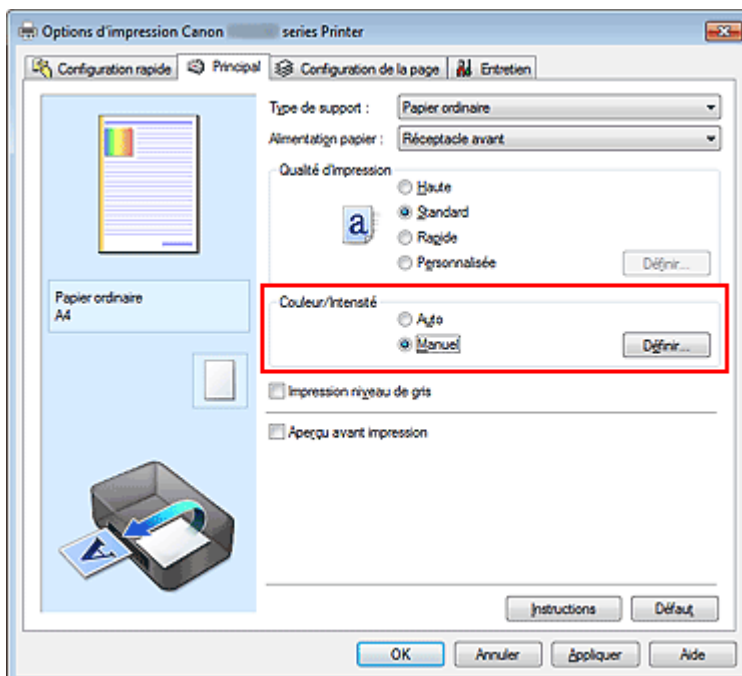 Options d'impression Canon series Printer
Configuration rapide Principal Configuration de la page Entretien
Type de support : Papier ordinaire
Alimentation papier : Réceptacle avant
Qualité d'impression
Haute
Standard
Rapide
Personnalisée Définir...
Papier ordinaire
A4
Couleur/Intensité
Auto
Manuel Définir...
Impression niveau de gris
Aperçu avant impression
Instructions Défaut
OK Annuler Appliquer Aide
a
A